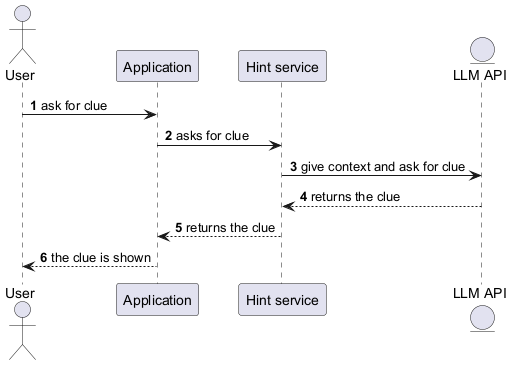 User
Application
Hint service
LLM API
1 ask for clue
2 asks for clue
3 give context and ask for clue
4 returns the clue
5 returns the clue
6 the clue is shown
User
Application
Hint service
LLM API